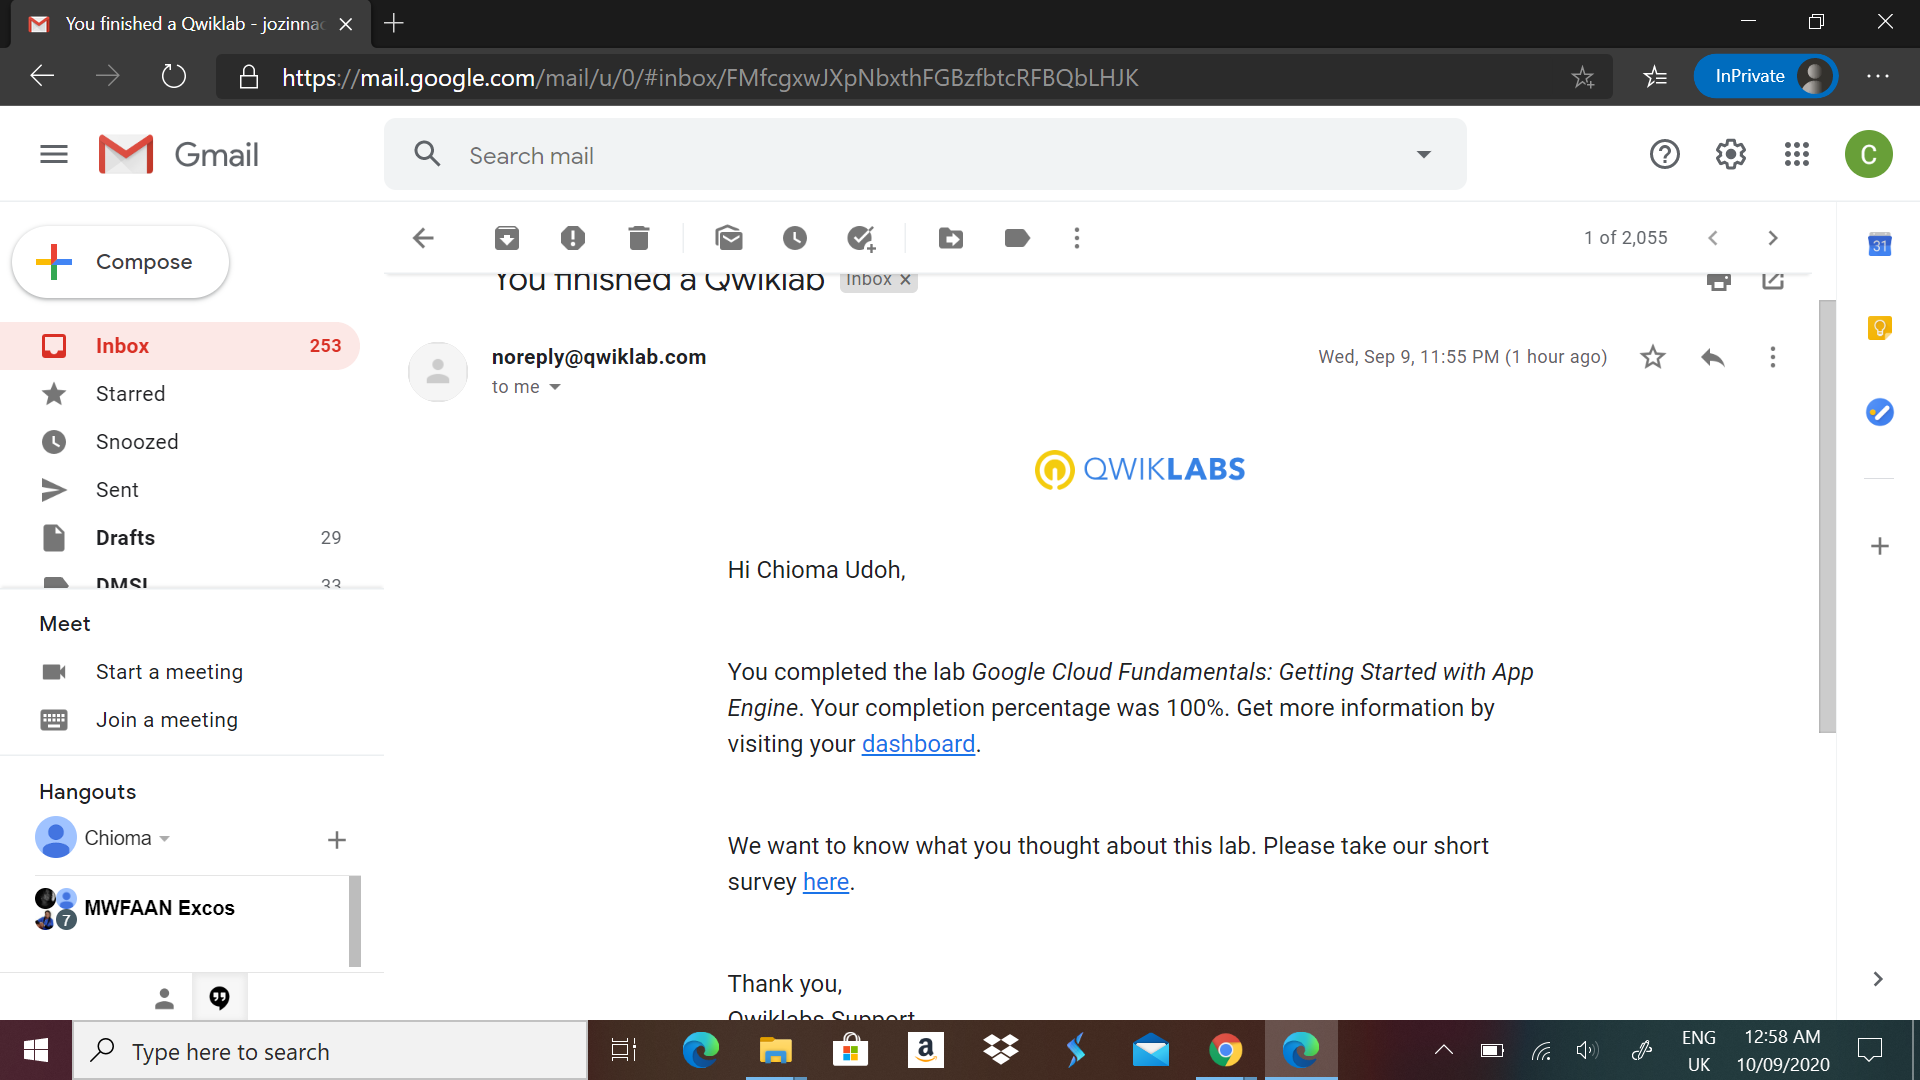 You finished a Qwiklab - jozinnac
https://mail.google.com/mail/u/0/#inbox/FMfcgxwJXpNbxthFGBzfbtcRFBQbLHJK
InPrivate
Gmail
Search mail
C
Compose
1 of 2,055
31
You finished a Qwiklab
Inbox
Inbox 253
Starred
Snoozed
Sent
Drafts 29
DMSI 33
noreply@qwiklab.com
to me
Wed, Sep 9, 11:55 PM (1 hour ago)
QWIKLABS
Hi Chioma Udoh,
You completed the lab Google Cloud Fundamentals: Getting Started with App
Engine. Your completion percentage was 100%. Get more information by
visiting your dashboard.
We want to know what you thought about this lab. Please take our short
survey here.
Thank you,
Qwiklabs Support
Meet
Start a meeting
Join a meeting
Hangouts
Chioma
7
MWFAAN Excos
Type here to search
a
ENG
UK
12:58 AM
10/09/2020